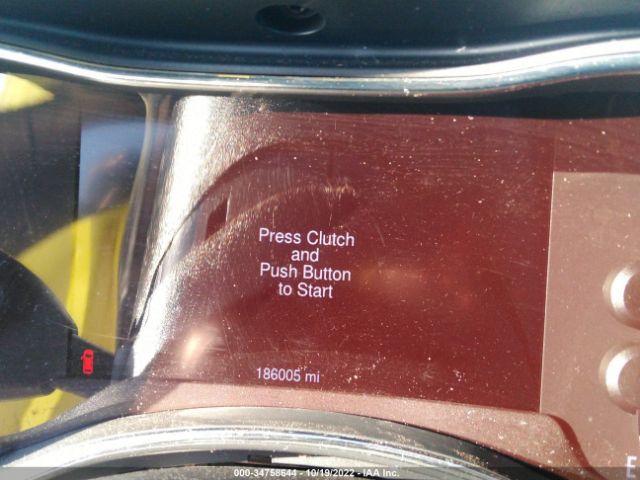 Press Clutch
and
Push Button
to Start
186005 mi
E
000-34758644 - 10/19/2022 - IAA Inc.